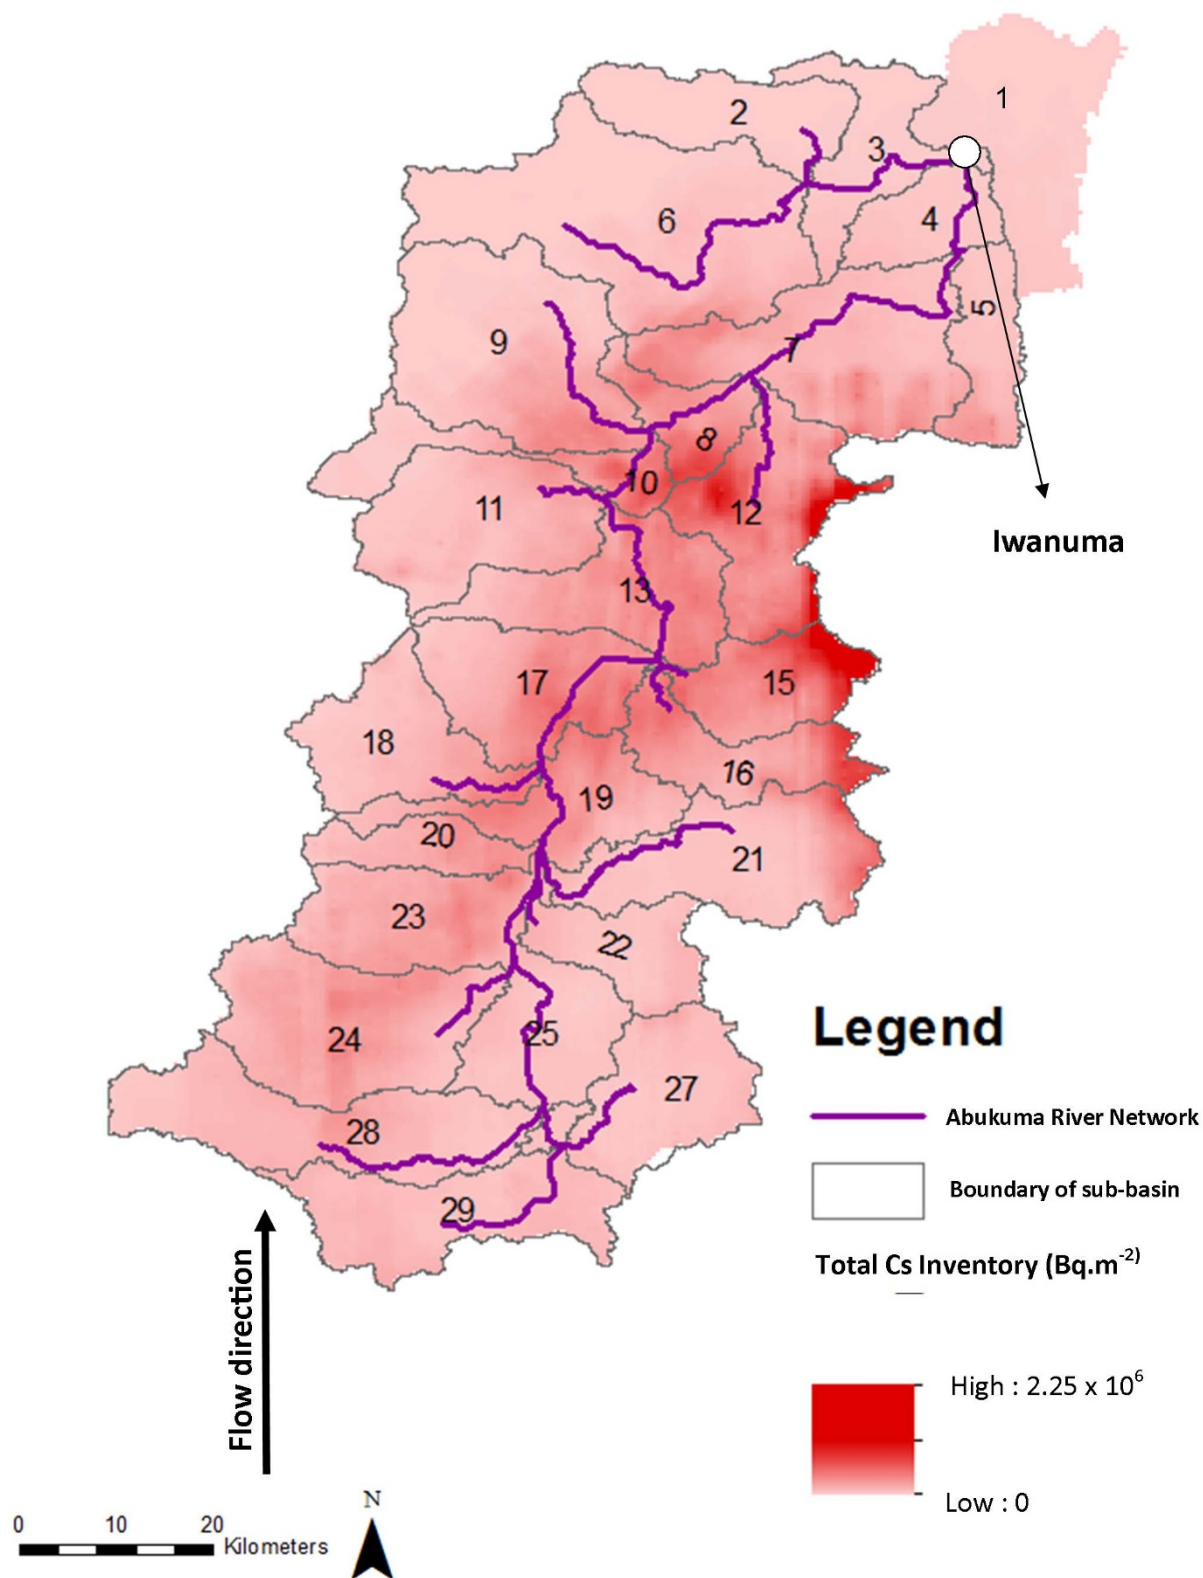 1
2
3
4
6
5
7
9
8
10
11
12
13
17
15
18
16
19
20
21
23
22
24
25
27
28
29
Iwanuma
Legend
Abukuma River Network
Boundary of sub-basin
Total Cs Inventory (Bq.m⁻²)
High : 2.25 x 10⁶
Low : 0
Flow direction
N
0 10 20
Kilometers